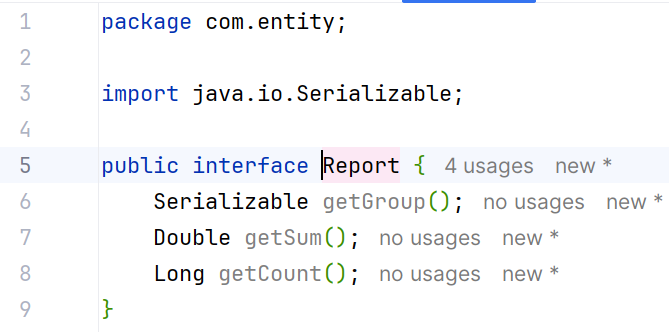 1 package com.entity;
2
3 import java.io.Serializable;
4
5 public interface Report { 4 usages new *
6 Serializable getGroup(); no usages new *
7 Double getSum(); no usages new *
8 Long getCount(); no usages new *
9 }